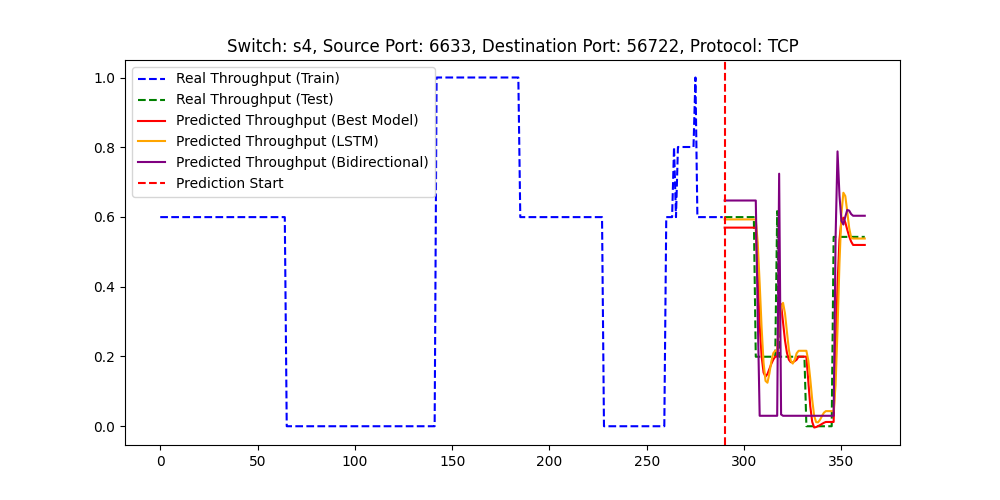 Switch: s4, Source Port: 6633, Destination Port: 56722, Protocol: TCP
Real Throughput (Train)
Real Throughput (Test)
Predicted Throughput (Best Model)
Predicted Throughput (LSTM)
Predicted Throughput (Bidirectional)
Prediction Start
1.0
0.8
0.6
0.4
0.2
0.0
0 50 100 150 200 250 300 350